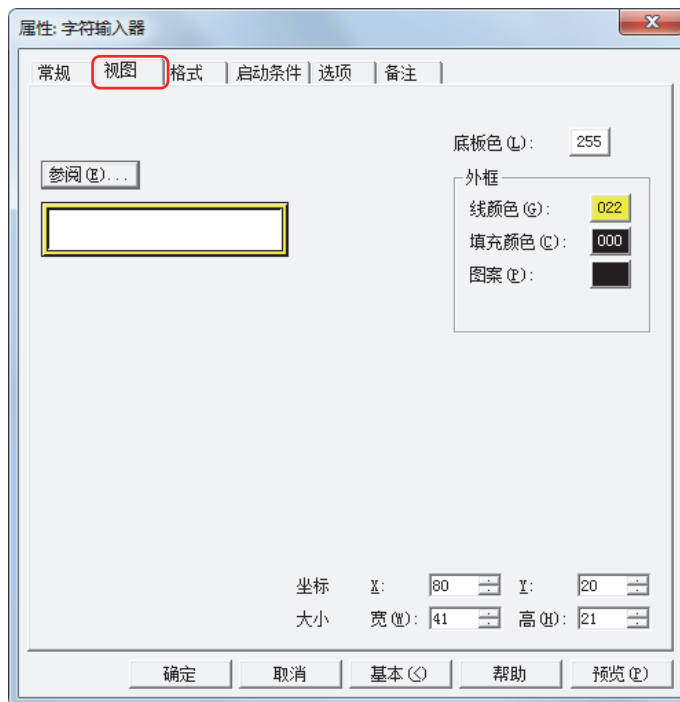 属性: 字符输入器
常规 视图 格式 启动条件 选项 备注
底板色(L): 255
参阅(E)...
外框
线颜色(G): 022
填充颜色(C): 000
图案(P):
坐标 X: 80 Y: 20
大小 宽(W): 41 高(H): 21
确定 取消 基本(<) 帮助 预览(P)